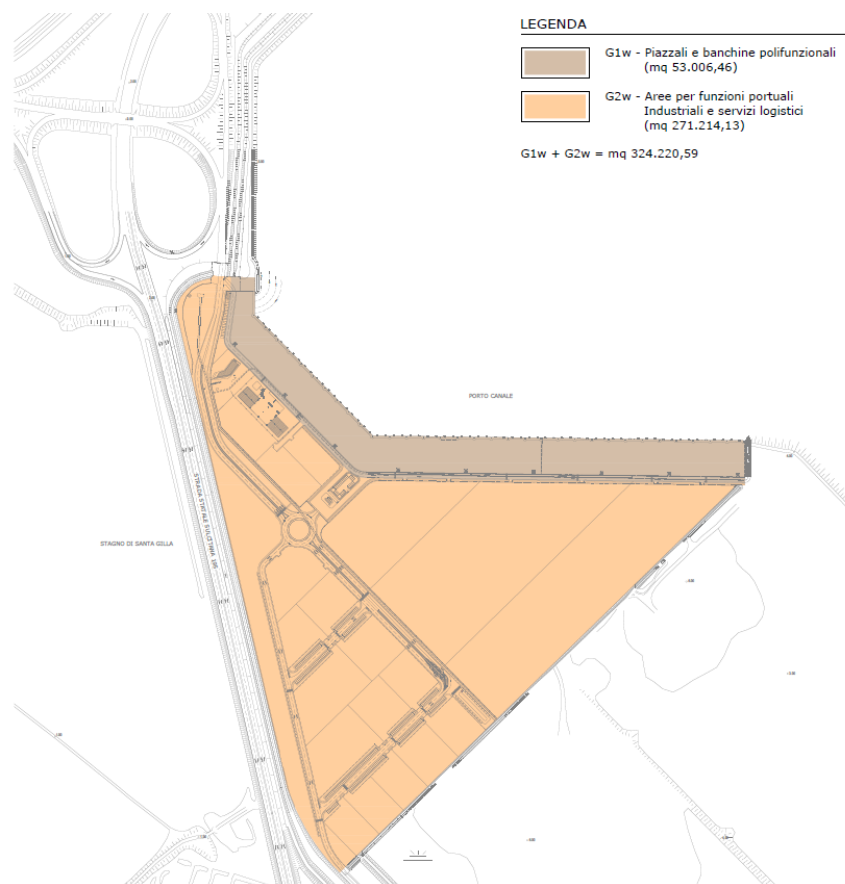 LEGENDA
G1w - Piazzali e banchine polifunzionali
(mq 53.006,46)
G2w - Aree per funzioni portuali
Industriali e servizi logistici
(mq 271.214,13)
G1w + G2w = mq 324.220,59
PORTO CANALE
STRADA STATALE SULCITANA 195
STAGNO DI SANTA GILLA